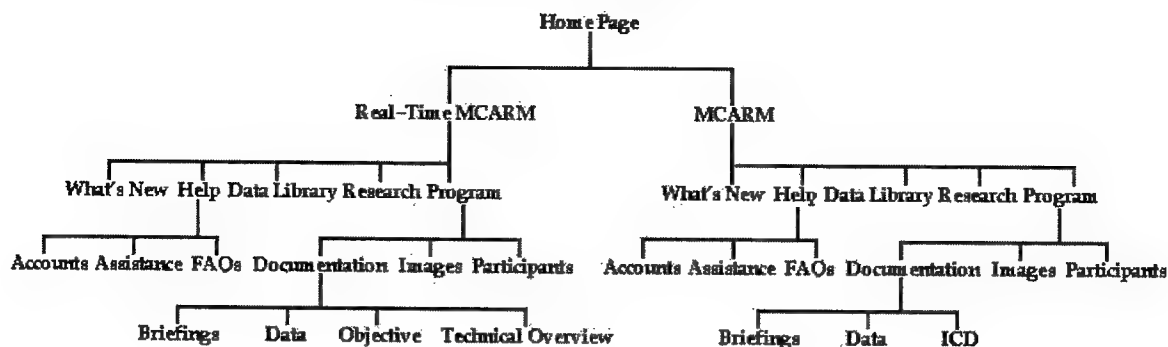 Home Page
Real-Time MCARM MCARM
What's New Help Data Library Research Program What's New Help Data Library Research Program
Accounts Assistance FAQs Documentation Images Participants Accounts Assistance FAQs Documentation Images Participants
Briefings Data Objective Technical Overview Briefings Data ICD